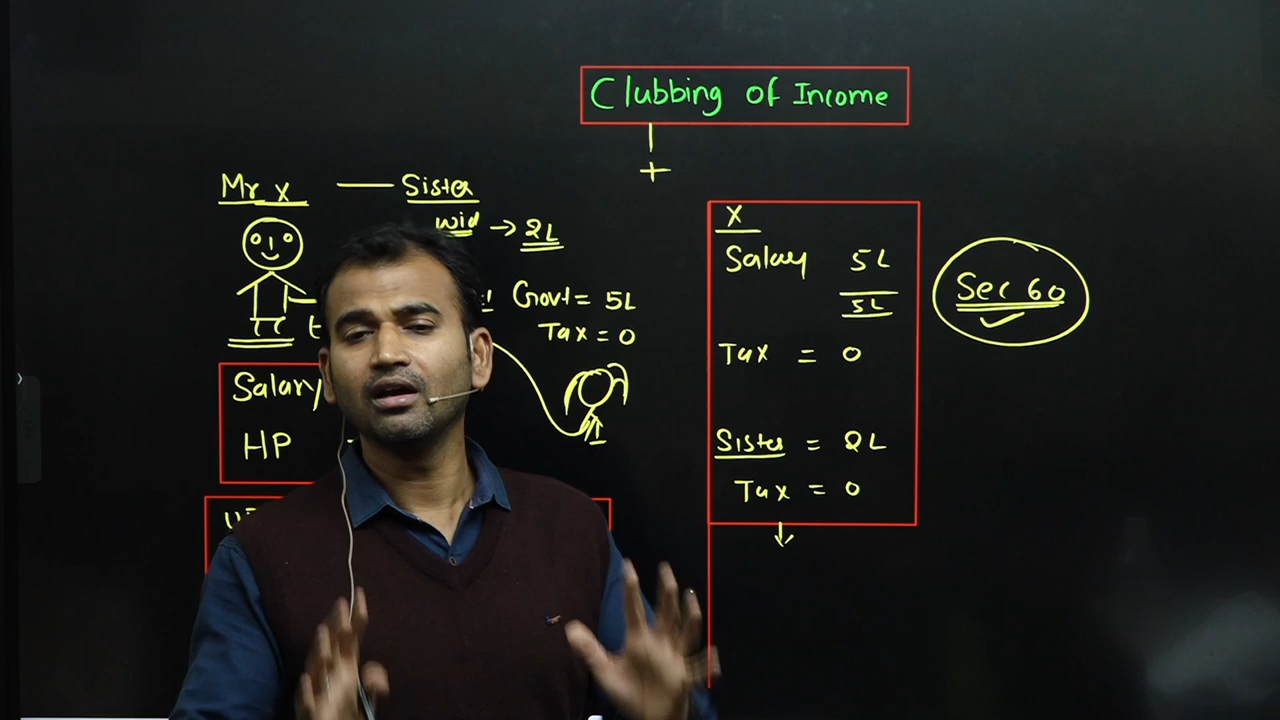 Clubbing of Income
+
Mr X — Sister
wid → 2L
Govt = 5L
Tax = 0
Salary
HP
X
Salary 5L
5L
Tax = 0
Sister = 2L
Tax = 0
Sec 60